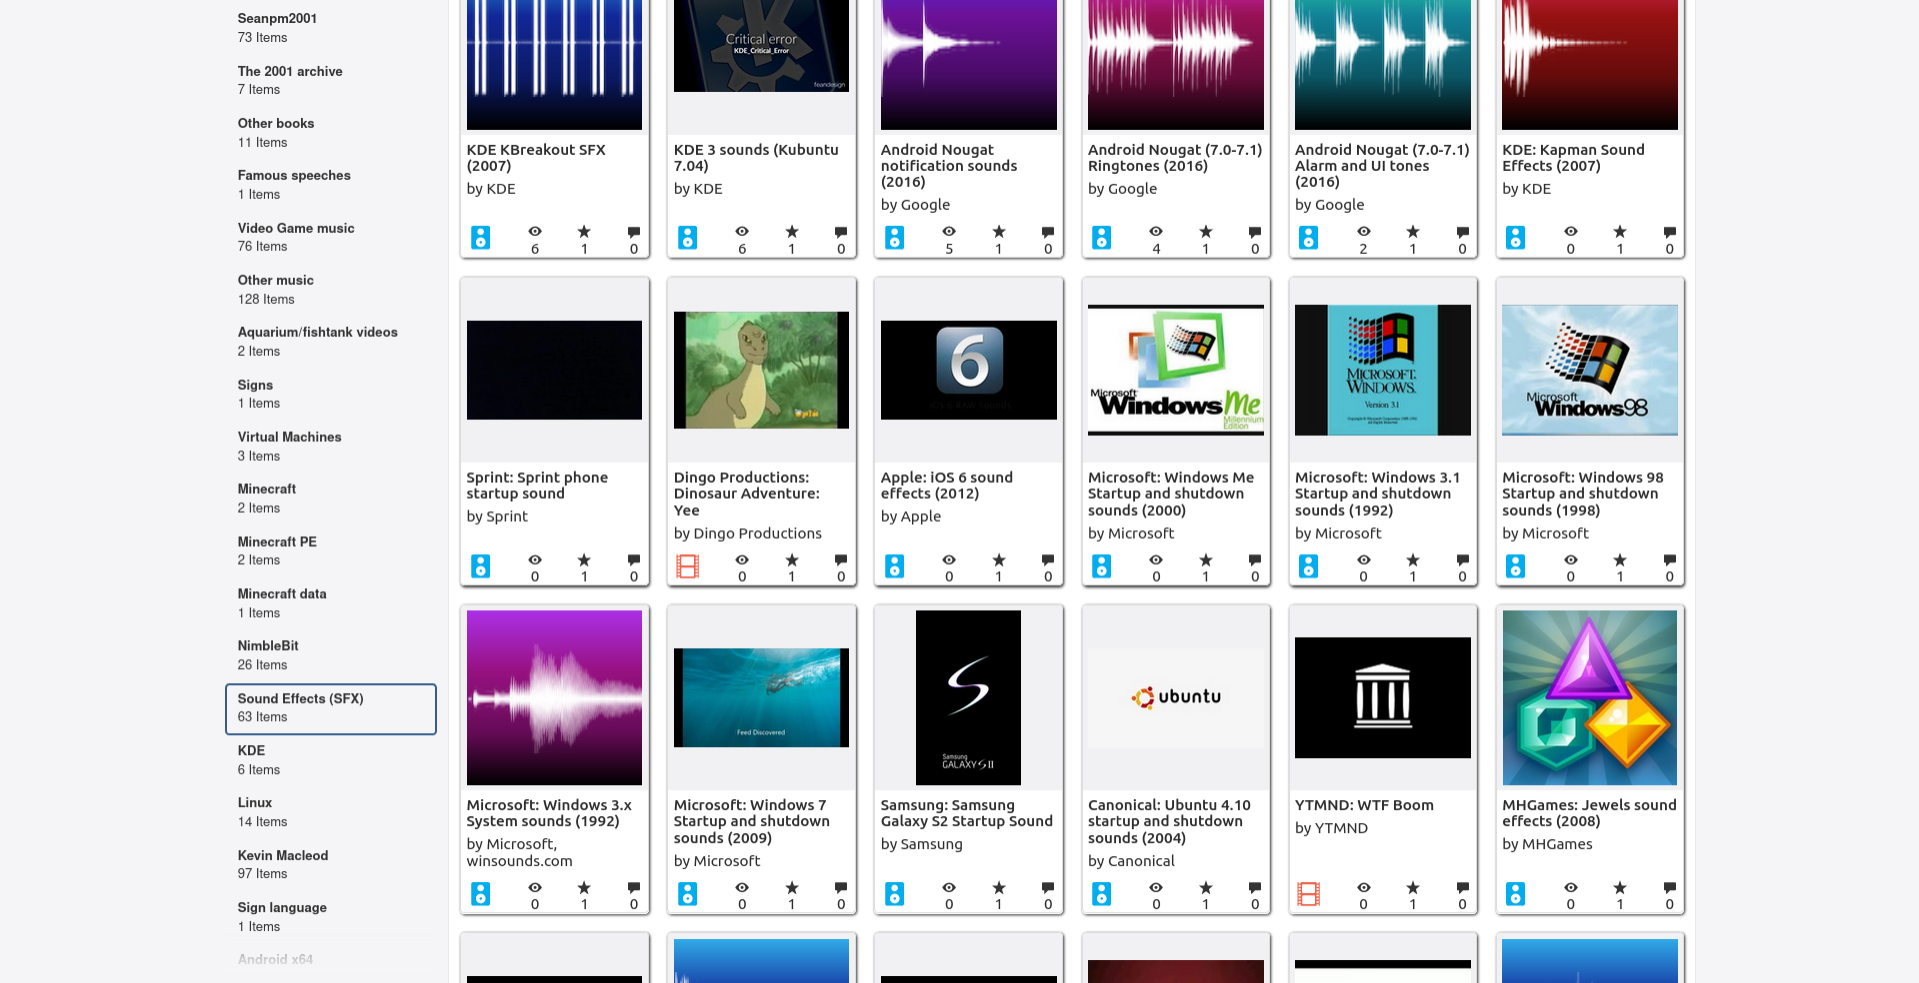 Seanpm2001
73 Items
The 2001 archive
7 Items
Other books
11 Items
Famous speeches
1 Items
Video Game music
76 Items
Other music
128 Items
Aquarium/fishtank videos
2 Items
Signs
1 Items
Virtual Machines
3 Items
Minecraft
2 Items
Minecraft PE
2 Items
Minecraft data
1 Items
NimbleBit
26 Items
Sound Effects (SFX)
63 Items
KDE
6 Items
Linux
14 Items
Kevin Macleod
97 Items
Sign language
1 Items
Android x64
KDE KBreakout SFX
(2007)
by KDE
6 1 0
Critical error
KDE_Critical_Error
feandesign
KDE 3 sounds (Kubuntu
7.04)
by KDE
6 1 0
Android Nougat
notification sounds
(2016)
by Google
5 1 0
Android Nougat (7.0-7.1)
Ringtones (2016)
by Google
4 1 0
Android Nougat (7.0-7.1)
Alarm and UI tones
(2016)
by Google
2 1 0
KDE: Kapman Sound
Effects (2007)
by KDE
0 1 0
Sprint: Sprint phone
startup sound
by Sprint
0 1 0
Dingo Productions:
Dinosaur Adventure:
Yee
by Dingo Productions
0 1 0
6
Apple: iOS 6 sound
effects (2012)
by Apple
0 1 0
Microsoft
Windows Me
Millennium
Edition
Microsoft: Windows Me
Startup and shutdown
sounds (2000)
by Microsoft
0 1 0
MICROSOFT.
WINDOWS.
Version 3.1
Microsoft: Windows 3.1
Startup and shutdown
sounds (1992)
by Microsoft
0 1 0
Microsoft
Windows98
Microsoft: Windows 98
Startup and shutdown
sounds (1998)
by Microsoft
0 1 0
Microsoft: Windows 3.x
System sounds (1992)
by Microsoft,
winsounds.com
0 1 0
Feed Discovered
Microsoft: Windows 7
Startup and shutdown
sounds (2009)
by Microsoft
0 1 0
S
Samsung
GALAXY S II
Samsung: Samsung
Galaxy S2 Startup Sound
by Samsung
0 1 0
ubuntu
Canonical: Ubuntu 4.10
startup and shutdown
sounds (2004)
by Canonical
0 1 0
YTMND: WTF Boom
by YTMND
0 1 0
MHGames: Jewels sound
effects (2008)
by MHGames
0 1 0